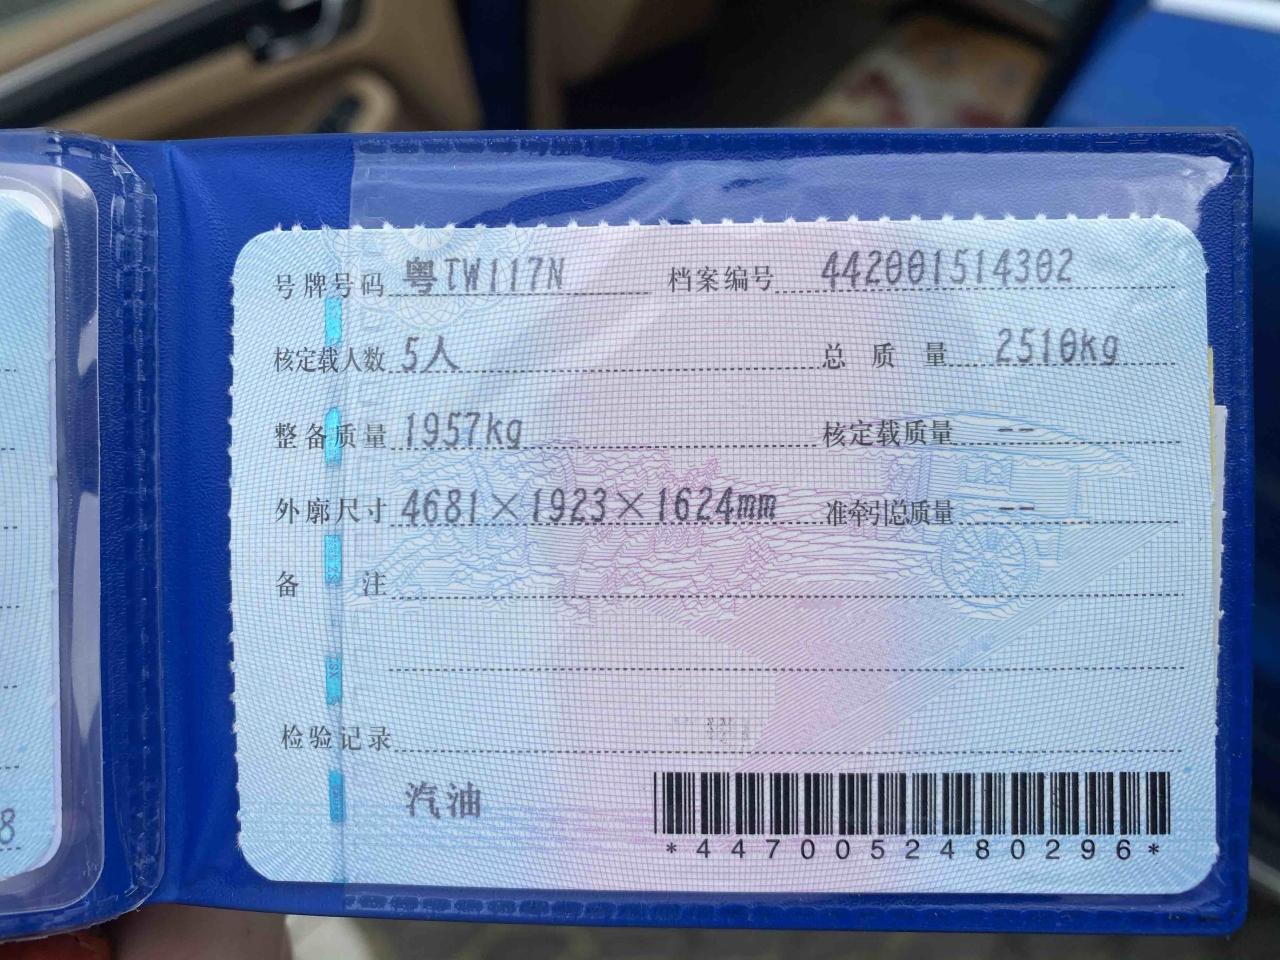 号牌号码 粤TW117N 档案编号 442001514302
核定载人数 5人 总质量 2510kg
整备质量 1957kg 核定载质量 --
外廓尺寸 4681×1923×1624mm 准牵引总质量 --
备注
检验记录
汽油
*4470052480296*
8